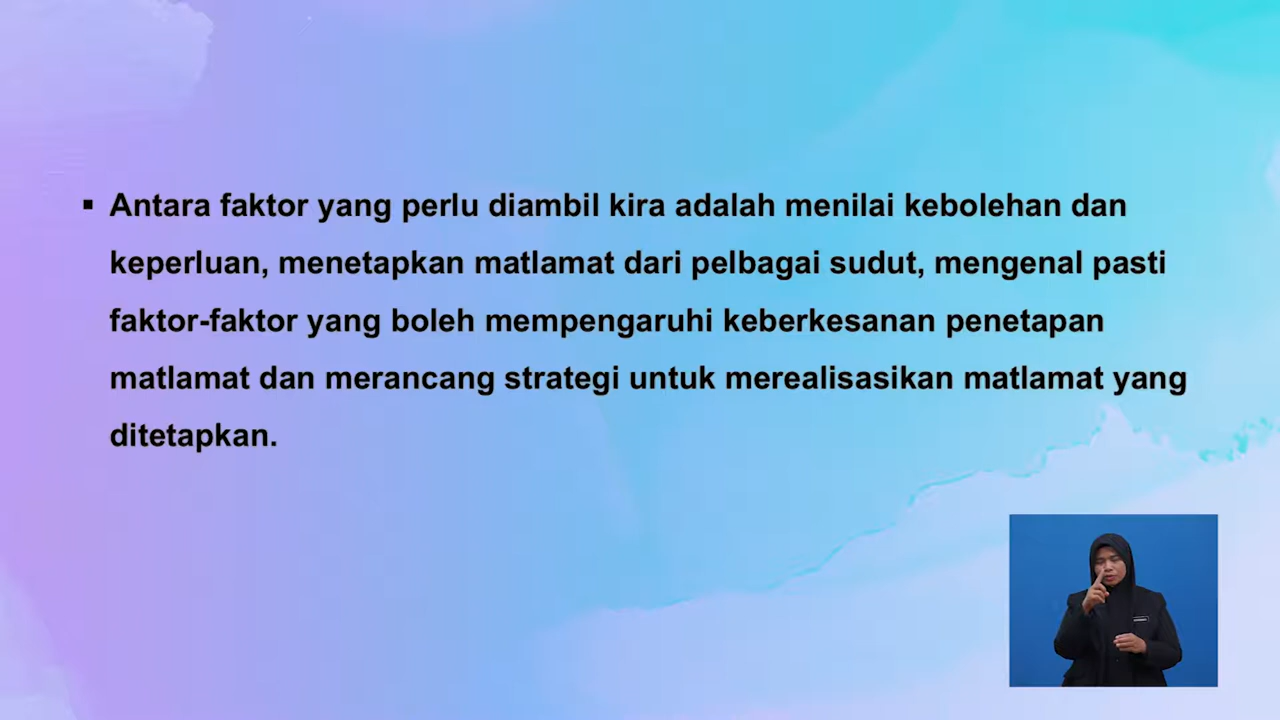 ▪ Antara faktor yang perlu diambil kira adalah menilai kebolehan dan
keperluan, menetapkan matlamat dari pelbagai sudut, mengenal pasti
faktor-faktor yang boleh mempengaruhi keberkesanan penetapan
matlamat dan merancang strategi untuk merealisasikan matlamat yang
ditetapkan.